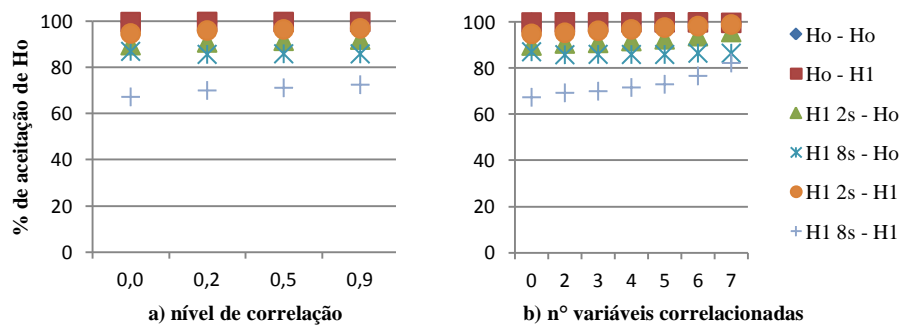 % de aceitação de Ho
100
80
60
40
20
0
0,0 0,2 0,5 0,9
a) nível de correlação
100
80
60
40
20
0
0 2 3 4 5 6 7
b) n° variáveis correlacionadas
Ho - Ho
Ho - H1
H1 2s - Ho
H1 8s - Ho
H1 2s - H1
H1 8s - H1